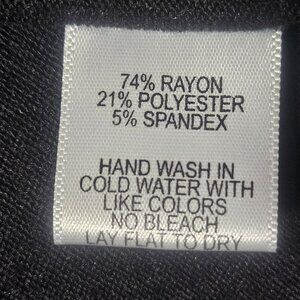 74% RAYON
21% POLYESTER
5% SPANDEX
HAND WASH IN
COLD WATER WITH
LIKE COLORS
NO BLEACH
LAY FLAT TO DRY